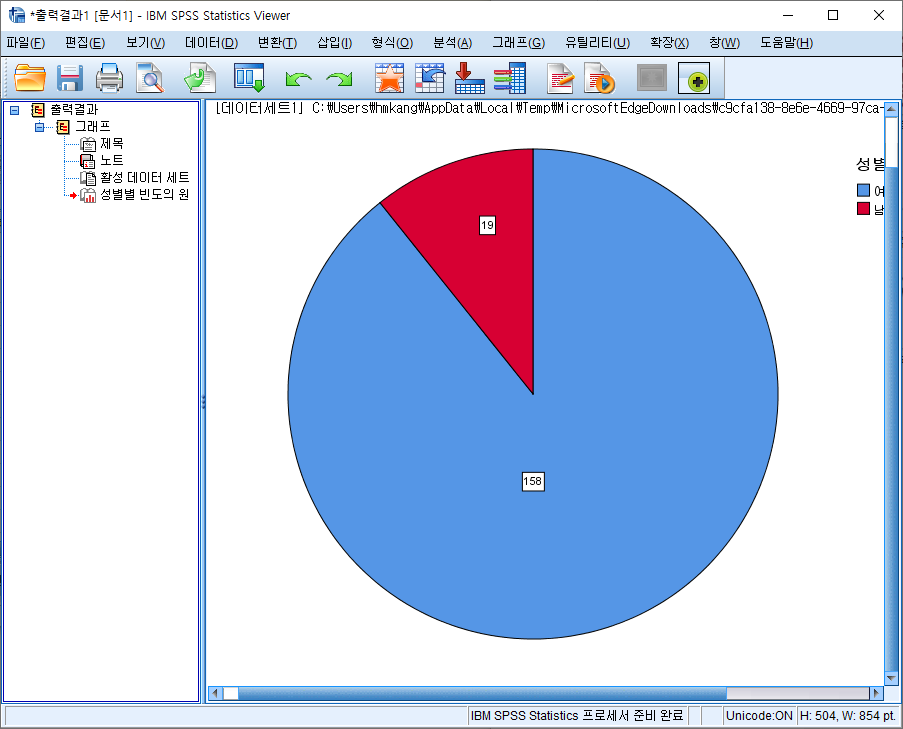 *출력결과1 [문서1] - IBM SPSS Statistics Viewer
파일(F) 편집(E) 보기(V) 데이터(D) 변환(T) 삽입(I) 형식(O) 분석(A) 그래프(G) 유틸리티(U) 확장(X) 창(W) 도움말(H)
출력결과
그래프
제목
노트
활성 데이터 세트
성별별 빈도의 원
[데이터세트1] C:\Users\hmkang\AppData\Local\Temp\MicrosoftEdgeDownloads\c9cfa138-8e6e-4669-97ca-
성별
여
남
19
158
IBM SPSS Statistics 프로세서 준비 완료 Unicode:ON H: 504, W: 854 pt.